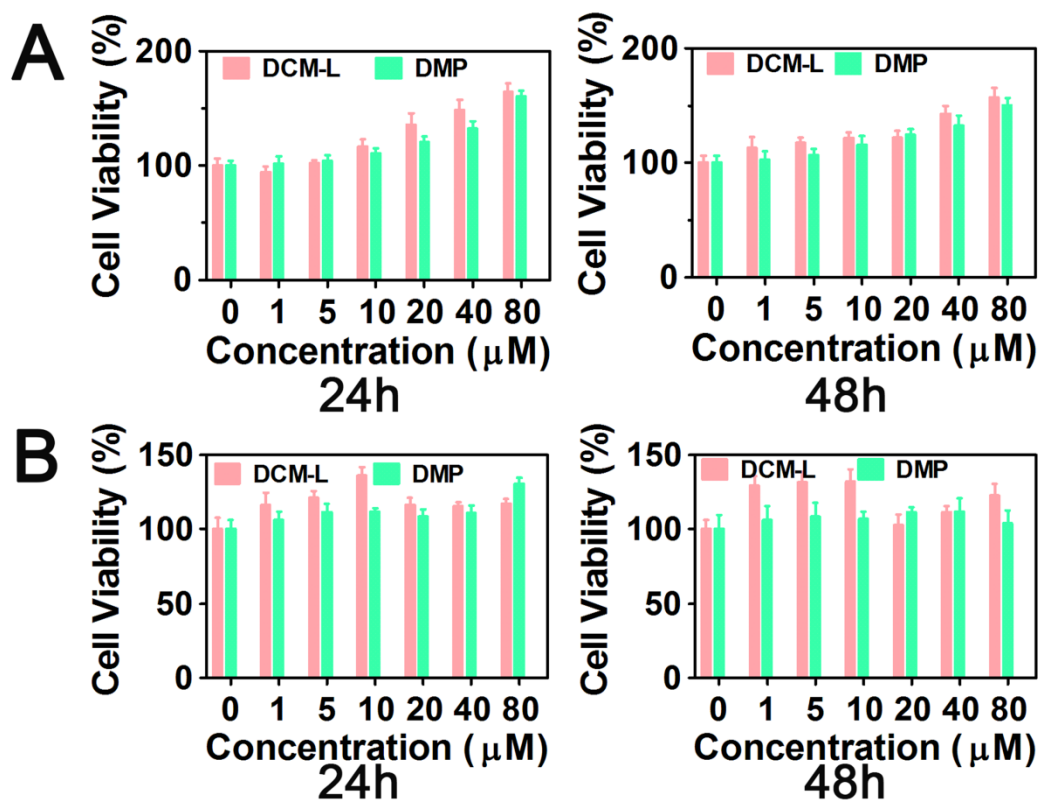 A
Cell Viability (%)
200
100
0
DCM-L DMP
0 1 5 10 20 40 80
Concentration (μM)
24h
Cell Viability (%)
200
100
0
DCM-L DMP
0 1 5 10 20 40 80
Concentration (μM)
48h
B
Cell Viability (%)
150
100
50
0
DCM-L DMP
0 1 5 10 20 40 80
Concentration (μM)
24h
Cell Viability (%)
150
100
50
0
DCM-L DMP
0 1 5 10 20 40 80
Concentration (μM)
48h